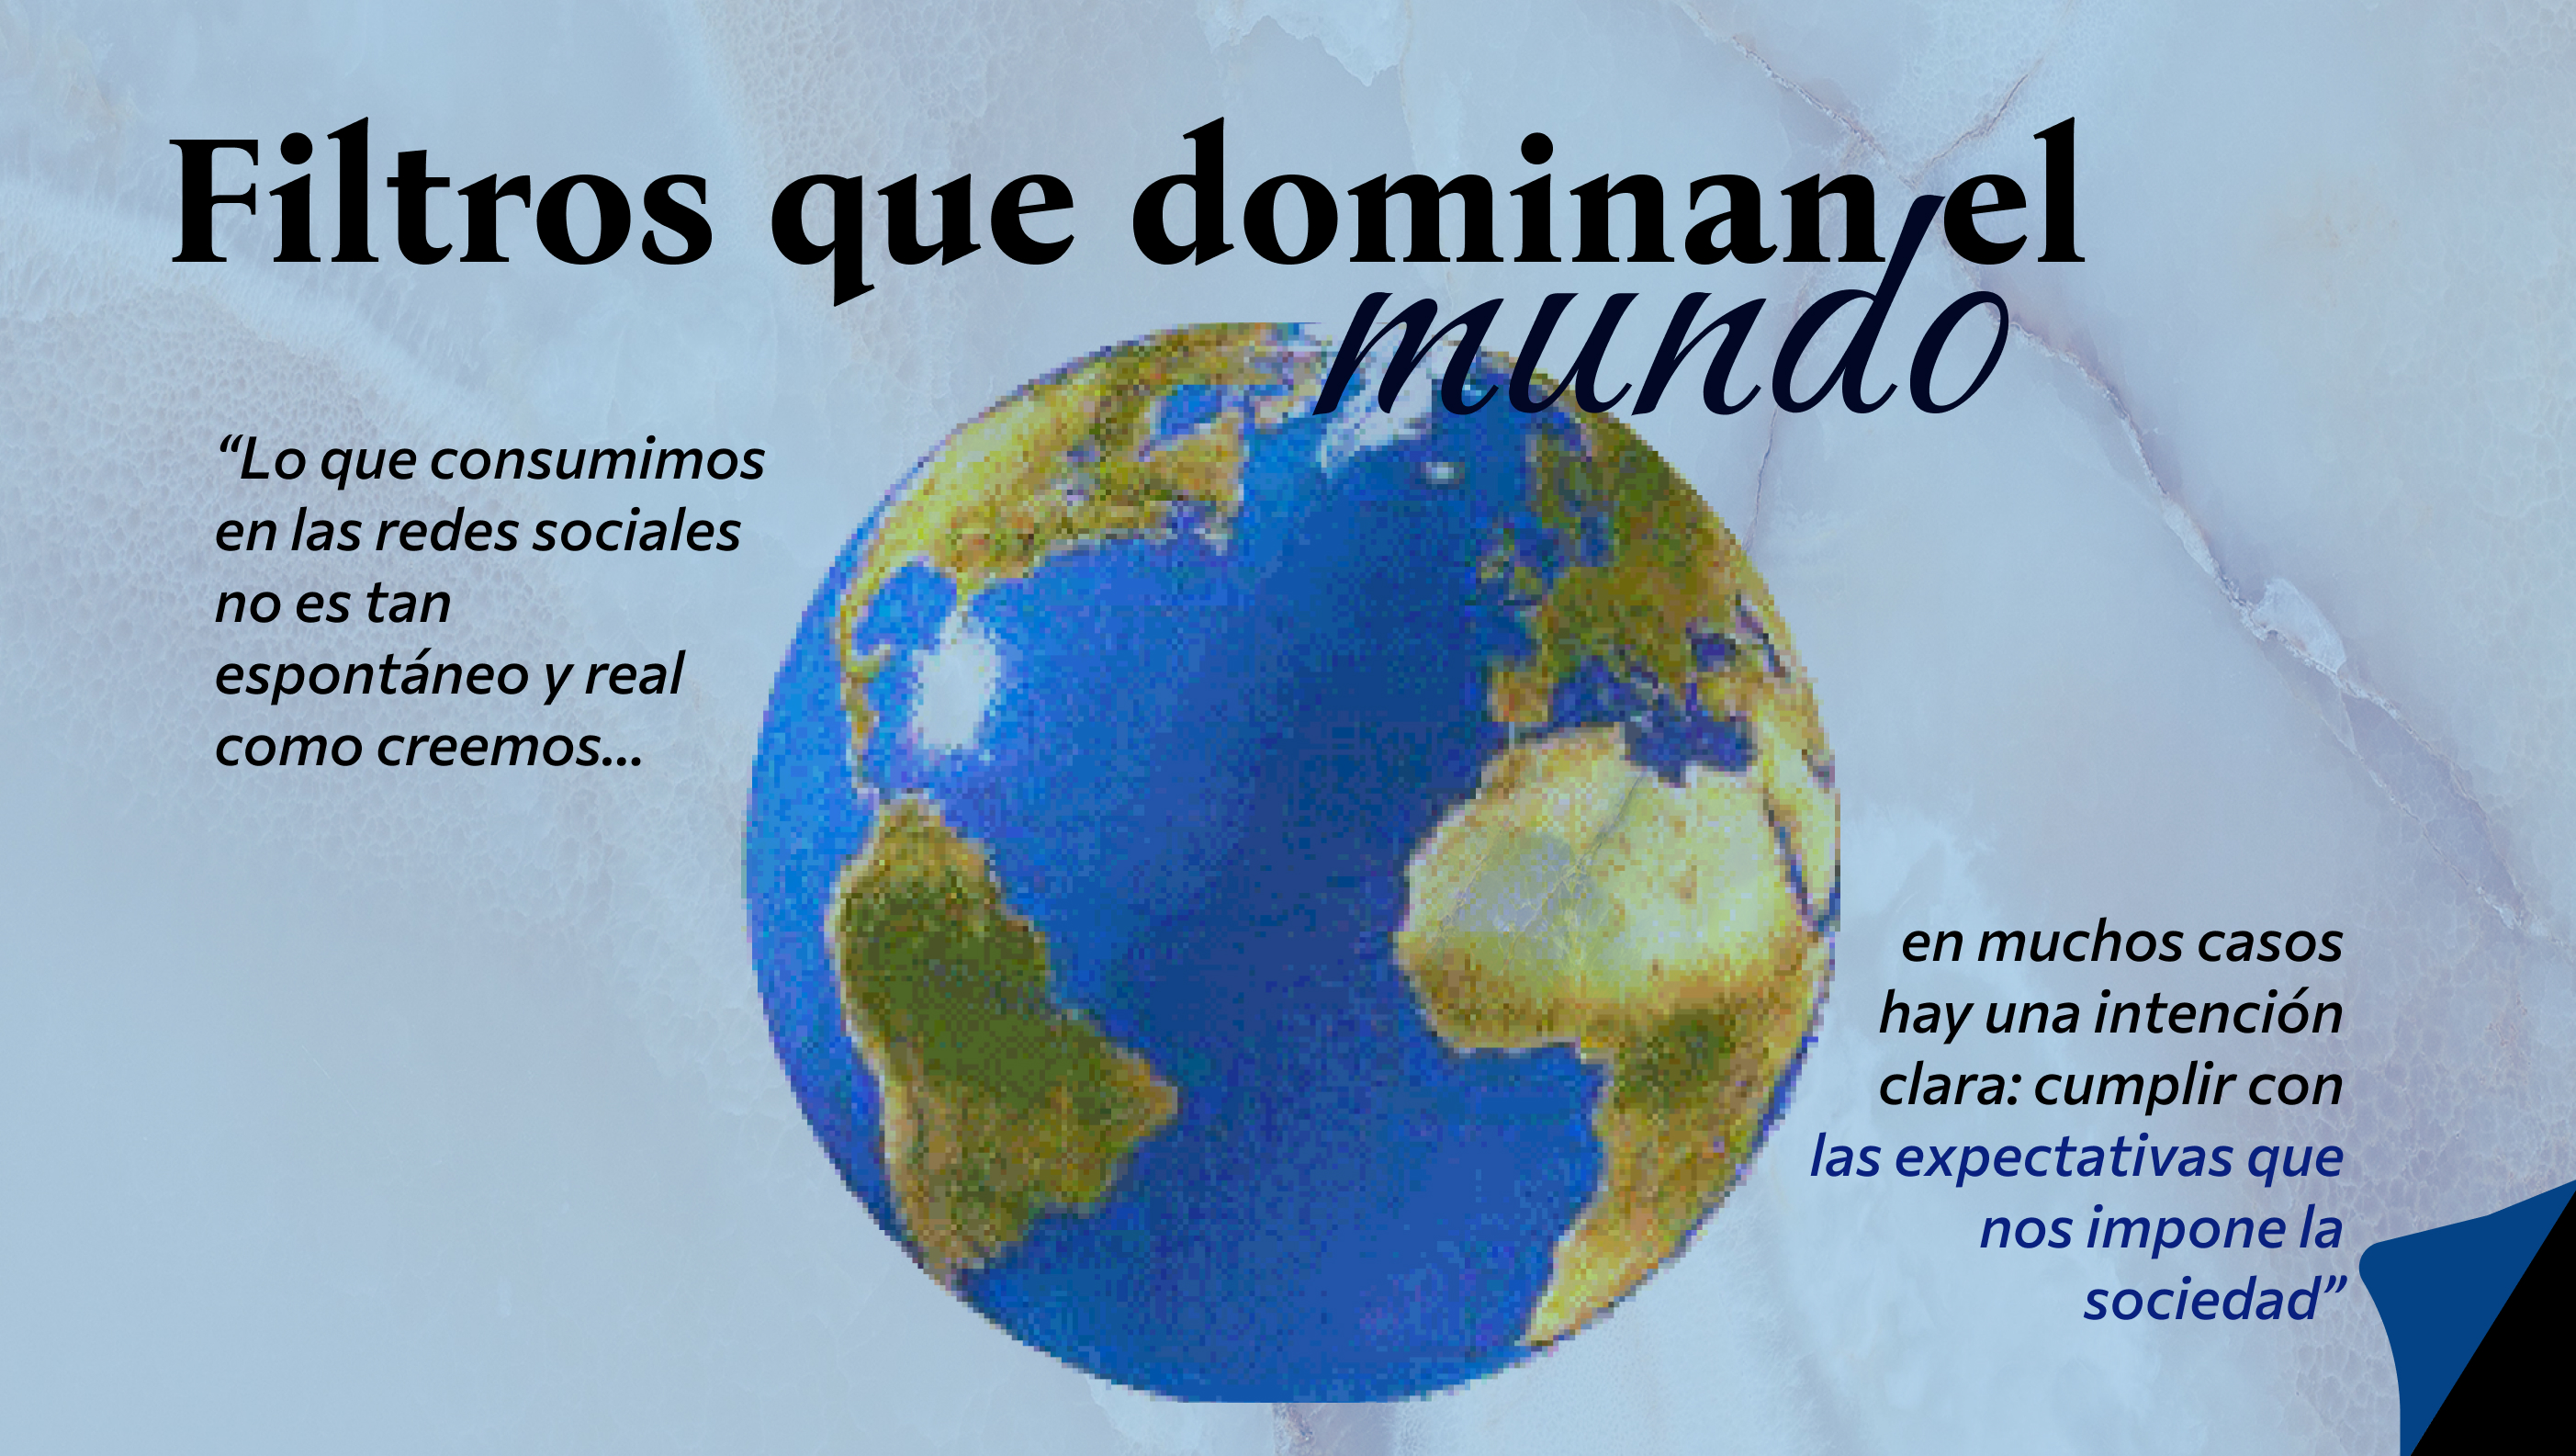 Filtros que dominan el
mundo
“Lo que consumimos
en las redes sociales
no es tan
espontáneo y real
como creemos...
en muchos casos
hay una intención
clara: cumplir con
las expectativas que
nos impone la
sociedad”